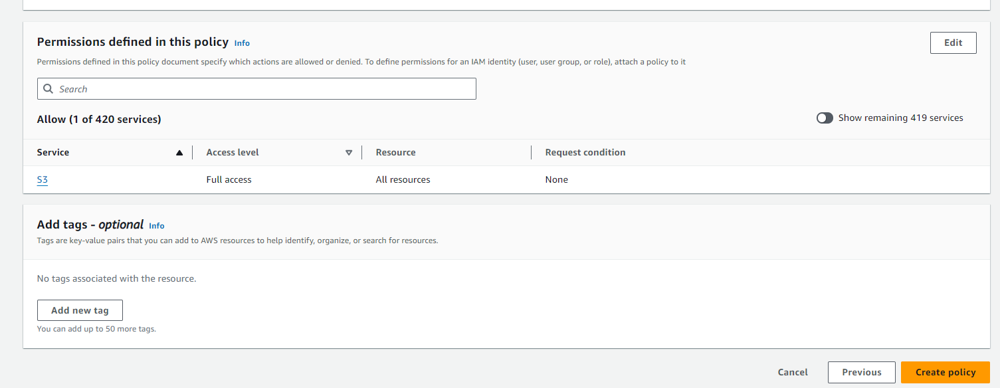 Permissions defined in this policy Info
Edit
Permissions defined in this policy document specify which actions are allowed or denied. To define permissions for an IAM identity (user, user group, or role), attach a policy to it
Search
Allow (1 of 420 services)
Show remaining 419 services
Service Access level Resource Request condition
S3 Full access All resources None
Add tags - optional Info
Tags are key-value pairs that you can add to AWS resources to help identify, organize, or search for resources.
No tags associated with the resource.
Add new tag
You can add up to 50 more tags.
Cancel Previous Create policy